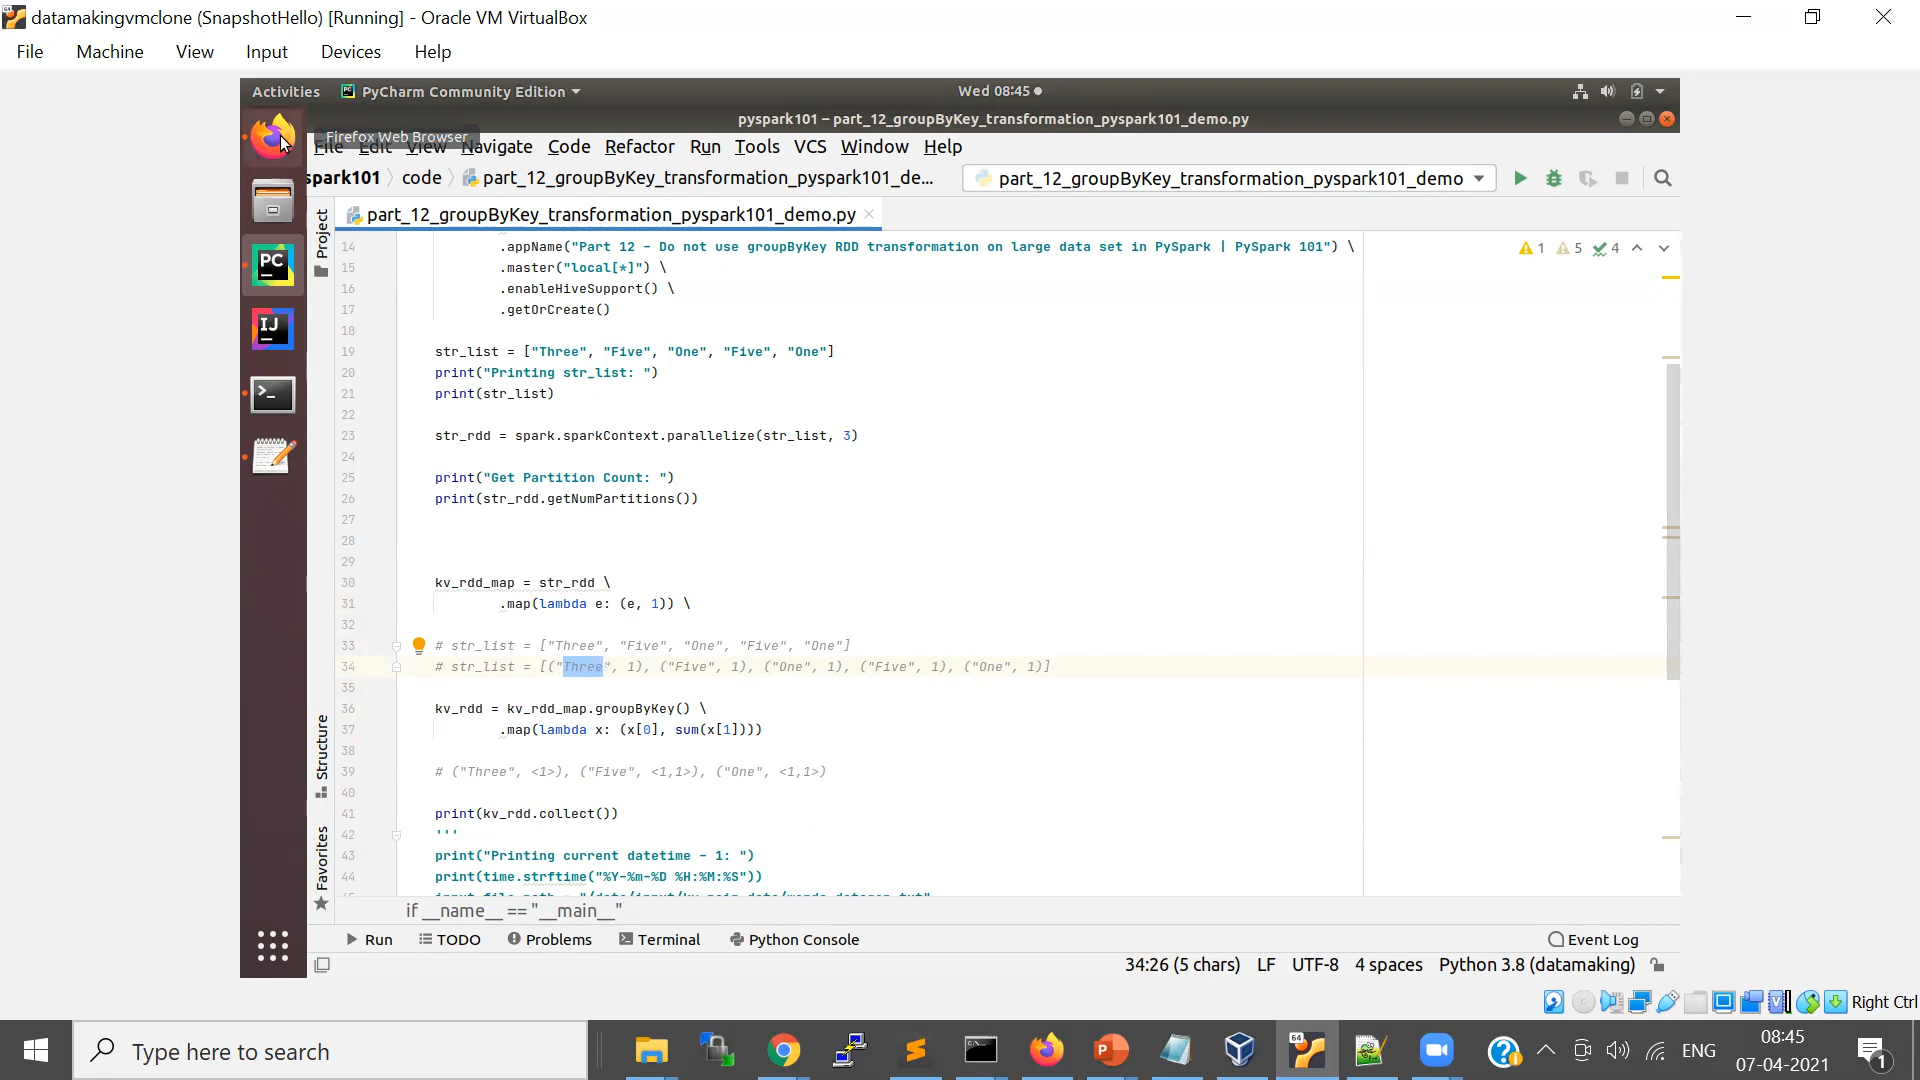 datamakingvmclone (SnapshotHello) [Running] - Oracle VM VirtualBox
File Machine View Input Devices Help
Activities PyCharm Community Edition Wed 08:45
pyspark101 – part_12_groupByKey_transformation_pyspark101_demo.py
Firefox Web Browser
File Edit View Navigate Code Refactor Run Tools VCS Window Help
spark101 code part_12_groupByKey_transformation_pyspark101_de... part_12_groupByKey_transformation_pyspark101_demo
Project
part_12_groupByKey_transformation_pyspark101_demo.py
1 5 4
14 .appName("Part 12 - Do not use groupByKey RDD transformation on large data set in PySpark | PySpark 101") \
15 .master("local[*]") \
16 .enableHiveSupport() \
17 .getOrCreate()
18
19 str_list = ["Three", "Five", "One", "Five", "One"]
20 print("Printing str_list: ")
21 print(str_list)
22
23 str_rdd = spark.sparkContext.parallelize(str_list, 3)
24
25 print("Get Partition Count: ")
26 print(str_rdd.getNumPartitions())
27
28
29
30 kv_rdd_map = str_rdd \
31 .map(lambda e: (e, 1)) \
32
33 # str_list = ["Three", "Five", "One", "Five", "One"]
34 # str_list = [("Three", 1), ("Five", 1), ("One", 1), ("Five", 1), ("One", 1)]
35
36 kv_rdd = kv_rdd_map.groupByKey() \
37 .map(lambda x: (x[0], sum(x[1])))
38
39 # ("Three", <1>), ("Five", <1,1>), ("One", <1,1>)
40
41 print(kv_rdd.collect())
42 '''
43 print("Printing current datetime - 1: ")
44 print(time.strftime("%Y-%m-%D %H:%M:%S"))
Structure
Favorites
if __name__ == "__main__"
Run TODO Problems Terminal Python Console Event Log
34:26 (5 chars) LF UTF-8 4 spaces Python 3.8 (datamaking)
Right Ctrl
Type here to search
ENG
08:45
07-04-2021
1